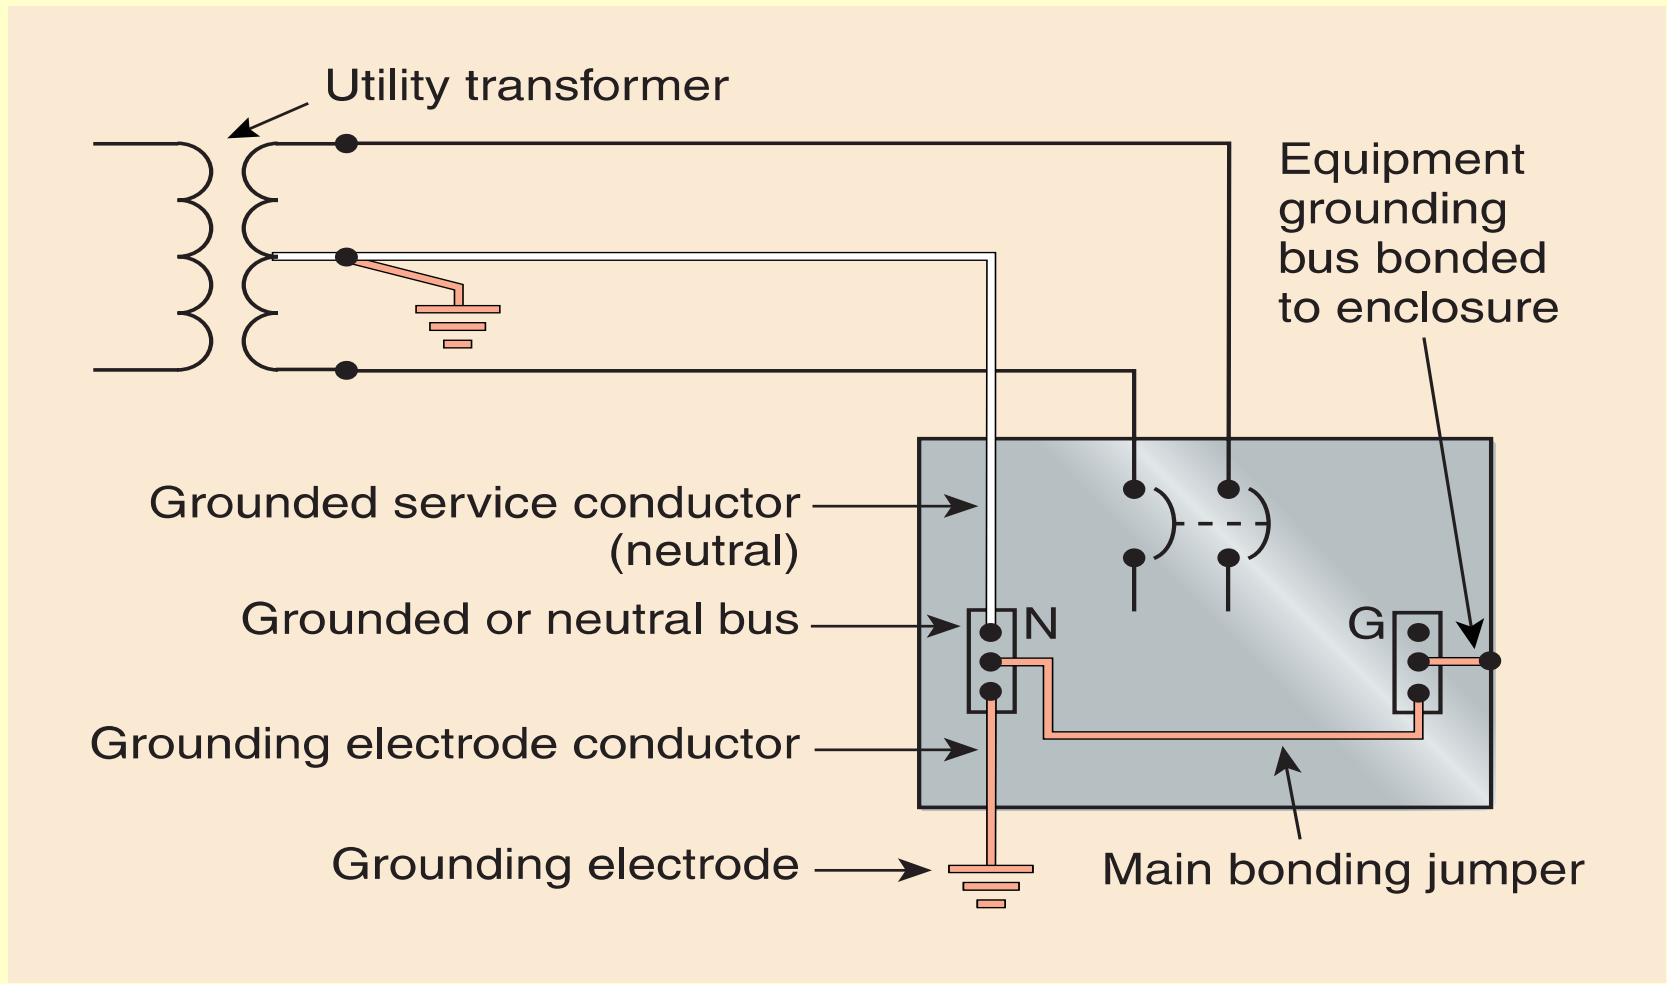 Utility transformer
Equipment
grounding
bus bonded
to enclosure
Grounded service conductor
(neutral)
Grounded or neutral bus
N
G
Grounding electrode conductor
Grounding electrode
Main bonding jumper